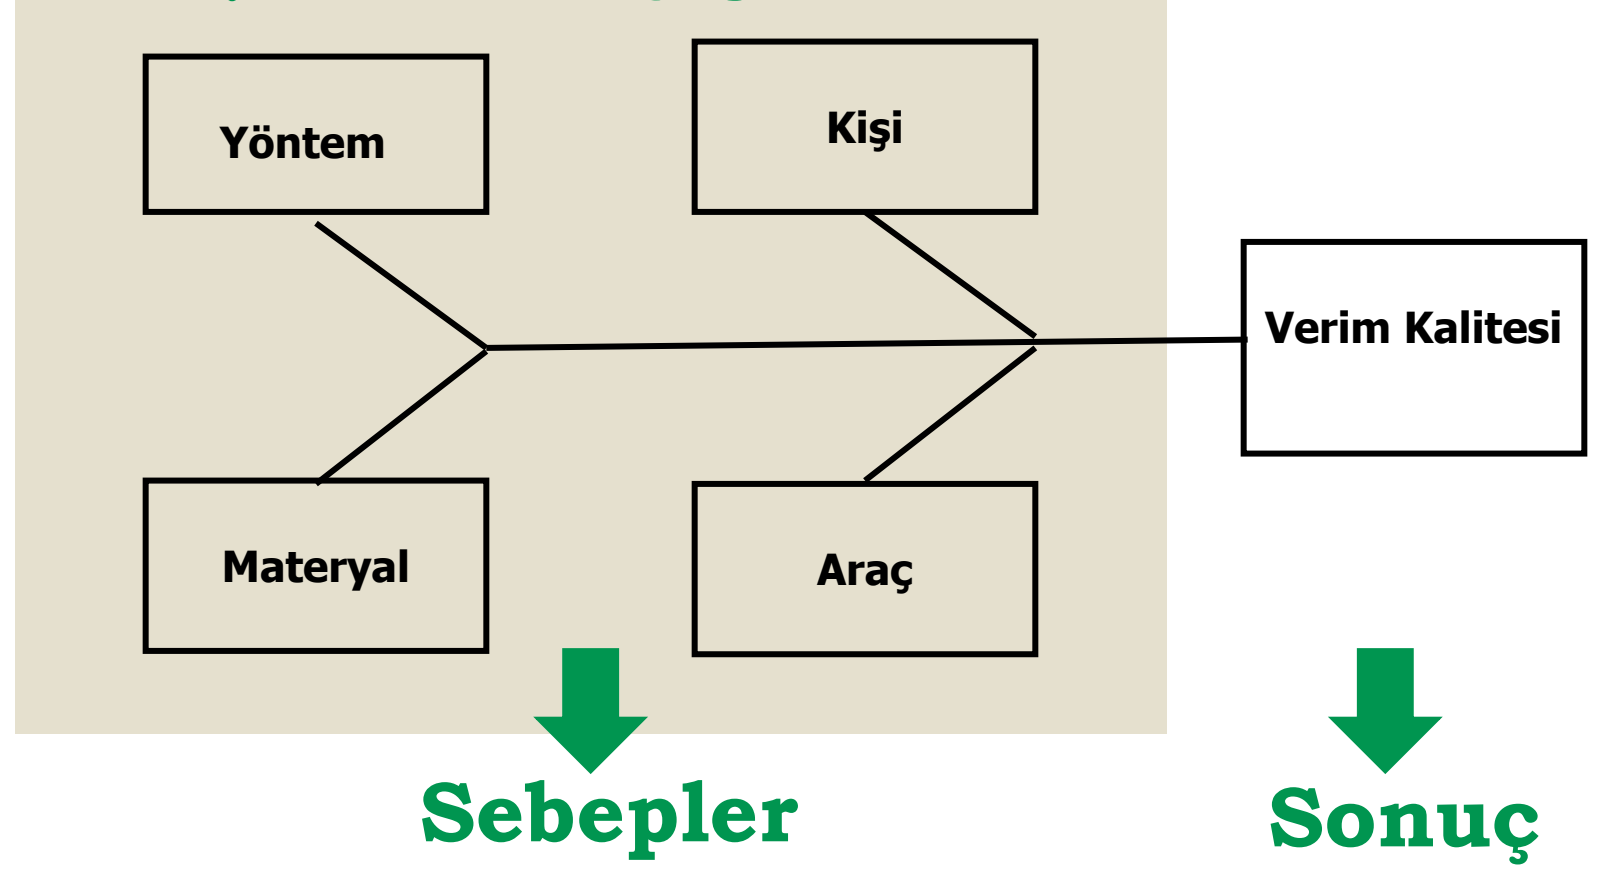 Yöntem
Kişi
Verim Kalitesi
Materyal
Araç
Sebepler
Sonuç